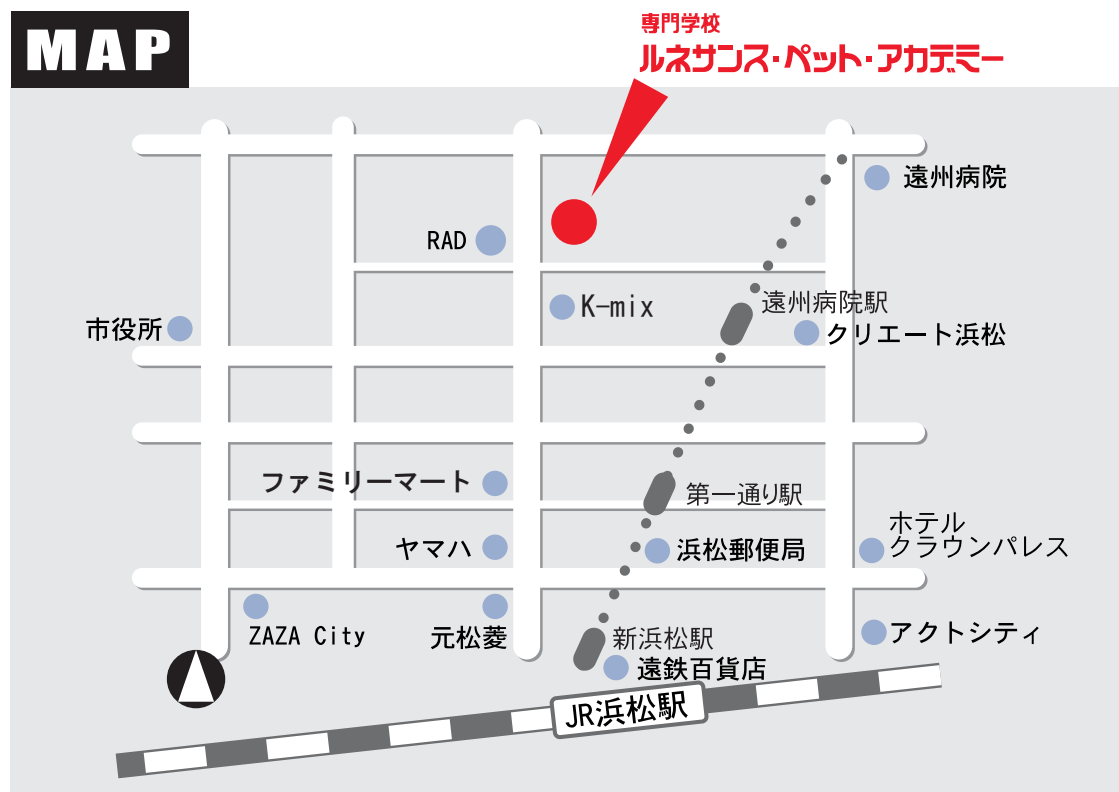 MAP
専門学校
ルネサンス・ペット・アカデミー
遠州病院
RAD
K-mix
遠州病院駅
市役所
クリエート浜松
ファミリーマート
第一通り駅
ホテル
クラウンパレス
ヤマハ
浜松郵便局
ZAZA City
元松菱
新浜松駅
アクトシティ
遠鉄百貨店
JR浜松駅